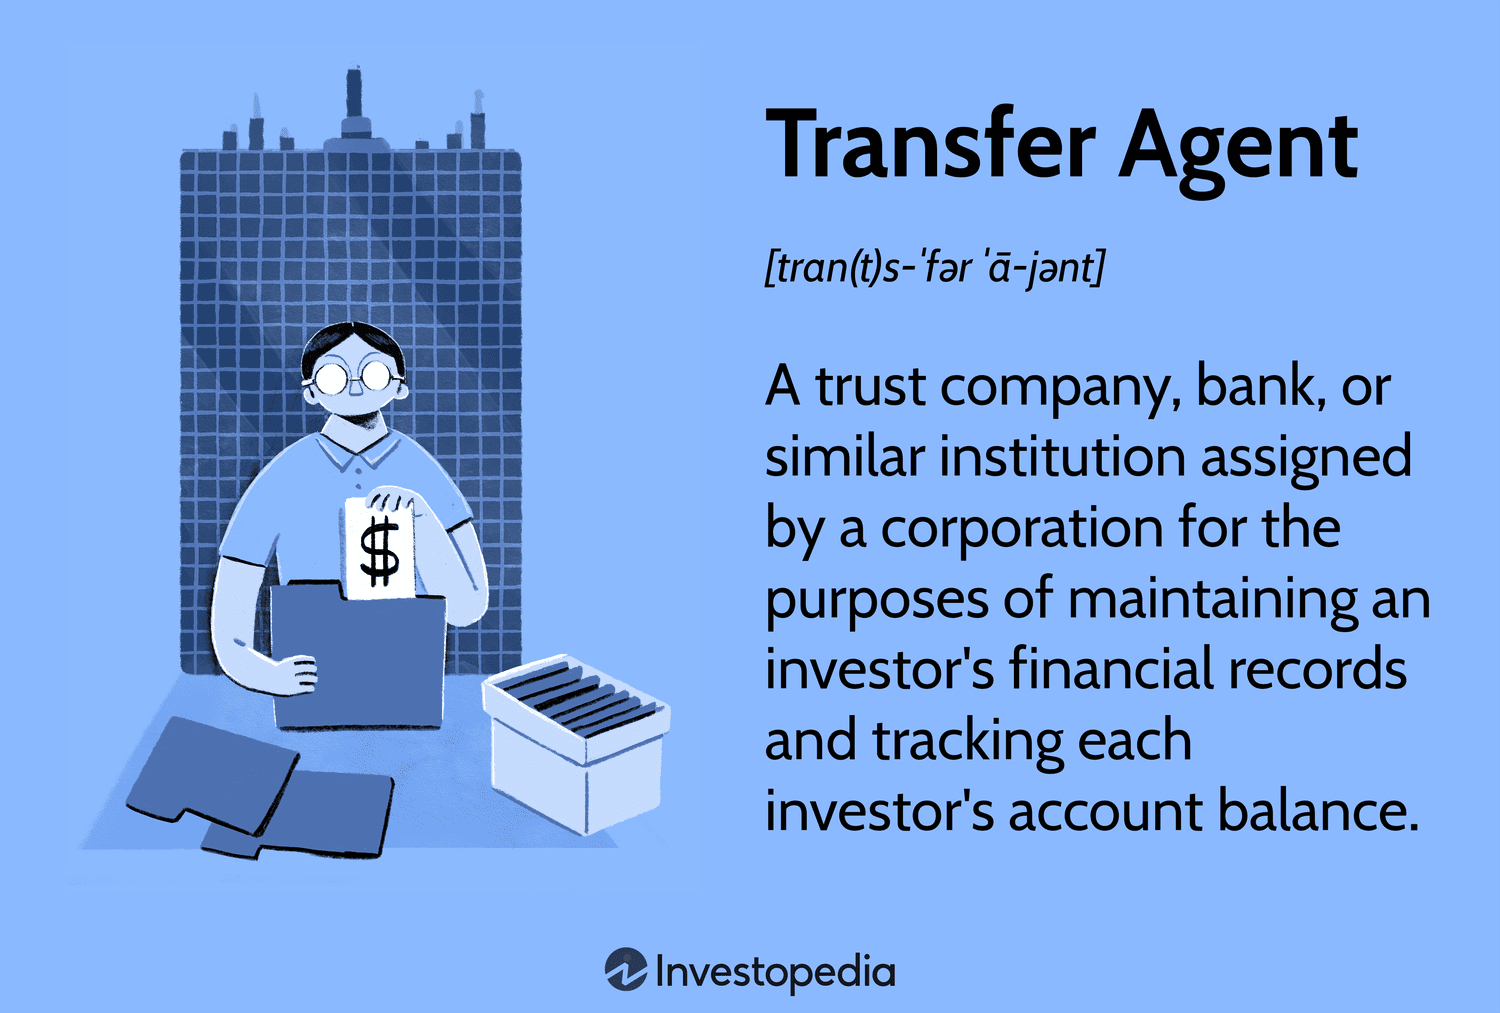 Transfer Agent
[tran(t)s-ˈfər ˈā-jənt]
A trust company, bank, or
similar institution assigned
by a corporation for the
purposes of maintaining an
investor's financial records
and tracking each
investor's account balance.
$
Investopedia